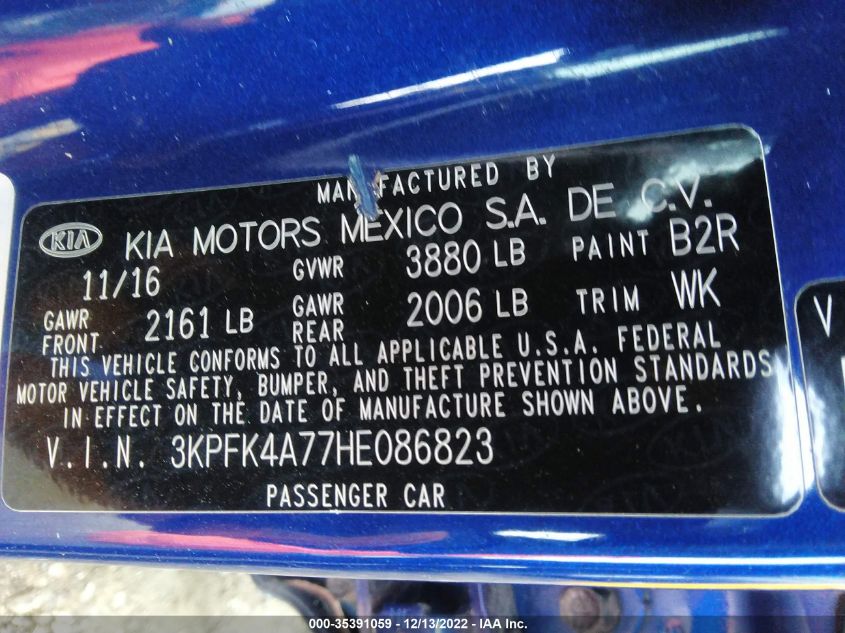 MANUFACTURED BY
KIA KIA MOTORS MEXICO S.A. DE C.V.
11/16 GVWR 3880 LB PAINT B2R
GAWR FRONT 2161 LB GAWR REAR 2006 LB TRIM WK
THIS VEHICLE CONFORMS TO ALL APPLICABLE U.S.A. FEDERAL
MOTOR VEHICLE SAFETY, BUMPER, AND THEFT PREVENTION STANDARDS
IN EFFECT ON THE DATE OF MANUFACTURE SHOWN ABOVE.
V.I.N. 3KPFK4A77HE086823
PASSENGER CAR
V
000-35391059 - 12/13/2022 - IAA Inc.